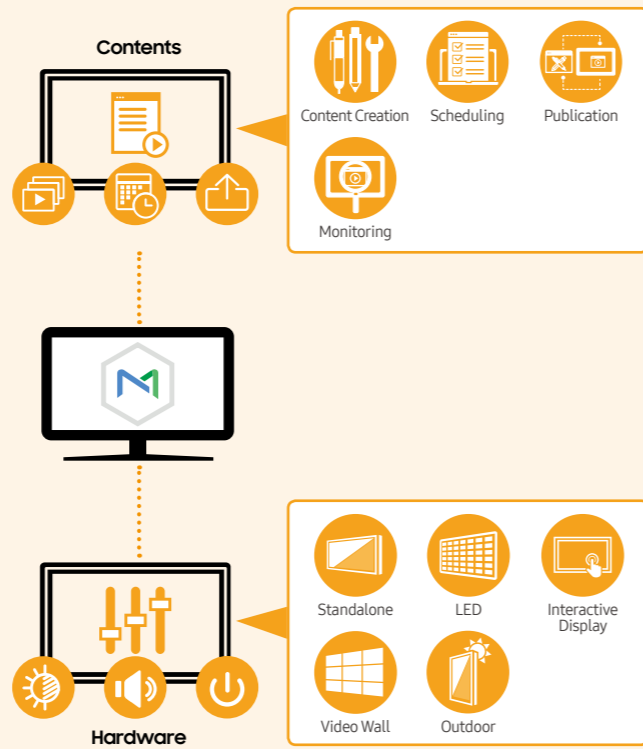 Contents
Content Creation
Scheduling
Publication
Monitoring
Standalone
LED
Interactive
Display
Video Wall
Outdoor
Hardware